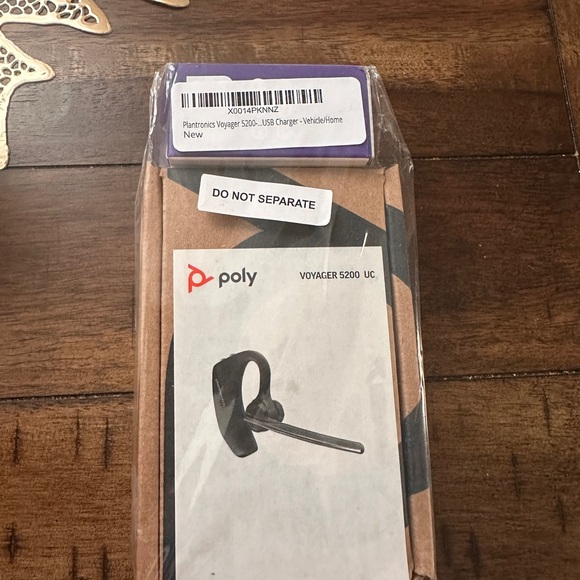 X0014PKNNZ
Plantronics Voyager 5200-...USB Charger - Vehicle/Home
New
DO NOT SEPARATE
poly VOYAGER 5200 UC